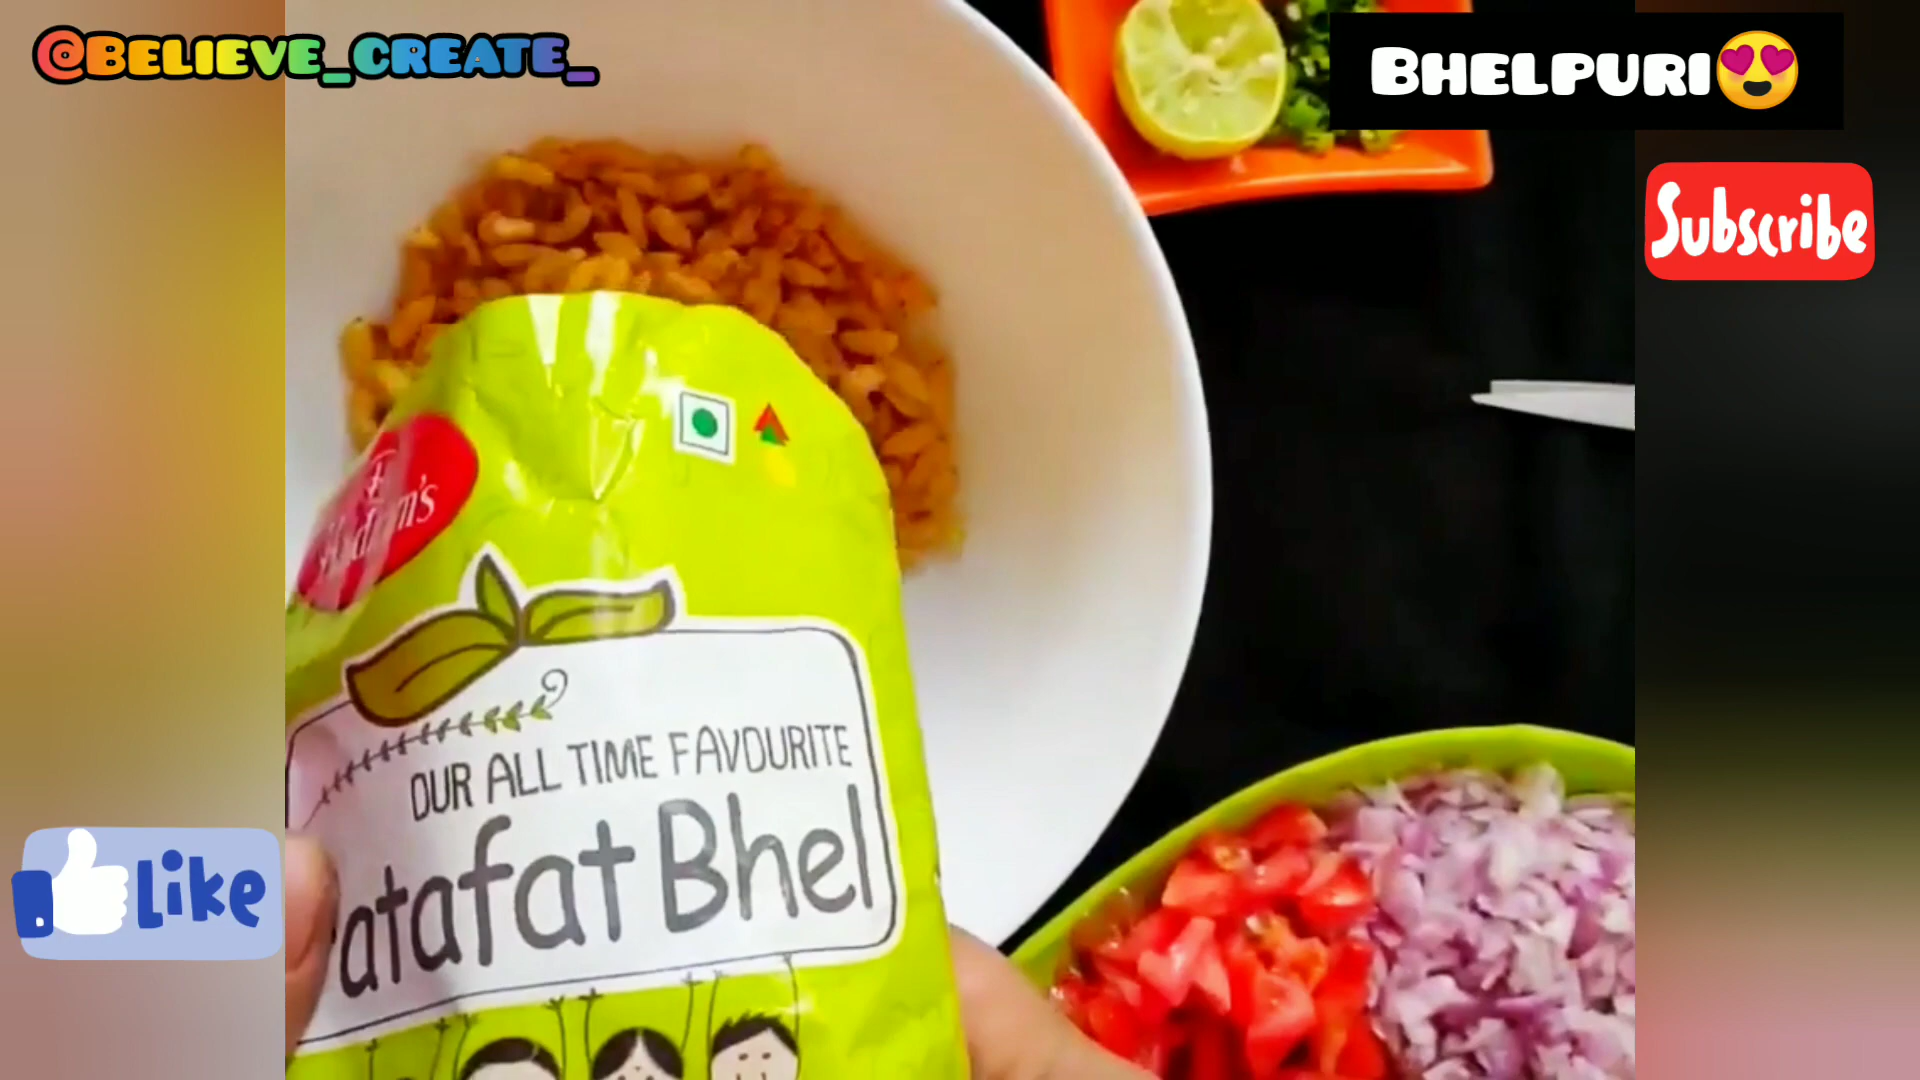 @BELIEVE_CREATE_
BHELPURI😍
Subscribe
OUR ALL TIME FAVOURITE
atafat Bhel
Like